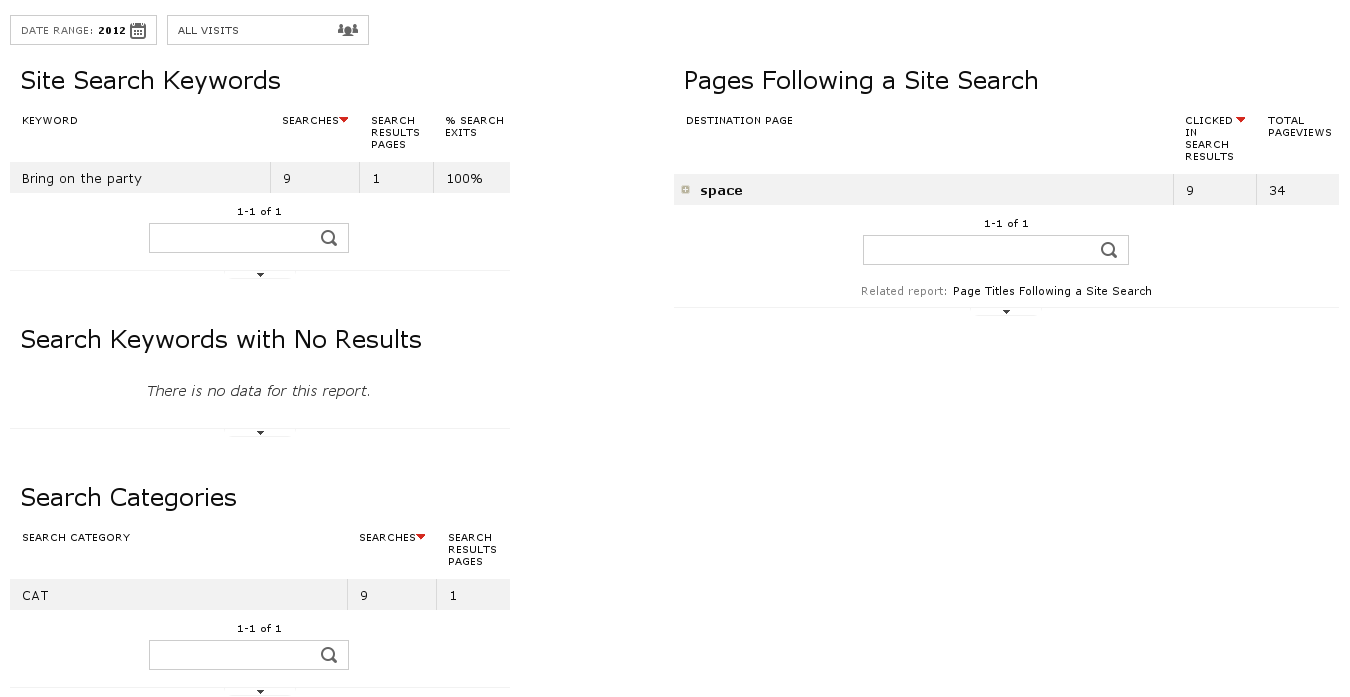 DATE RANGE: 2012
ALL VISITS
Site Search Keywords
KEYWORD SEARCHES SEARCH RESULTS PAGES % SEARCH EXITS
Bring on the party 9 1 100%
1-1 of 1
Search Keywords with No Results
There is no data for this report.
Search Categories
SEARCH CATEGORY SEARCHES SEARCH RESULTS PAGES
CAT 9 1
1-1 of 1
Pages Following a Site Search
DESTINATION PAGE CLICKED IN SEARCH RESULTS TOTAL PAGEVIEWS
space 9 34
1-1 of 1
Related report: Page Titles Following a Site Search